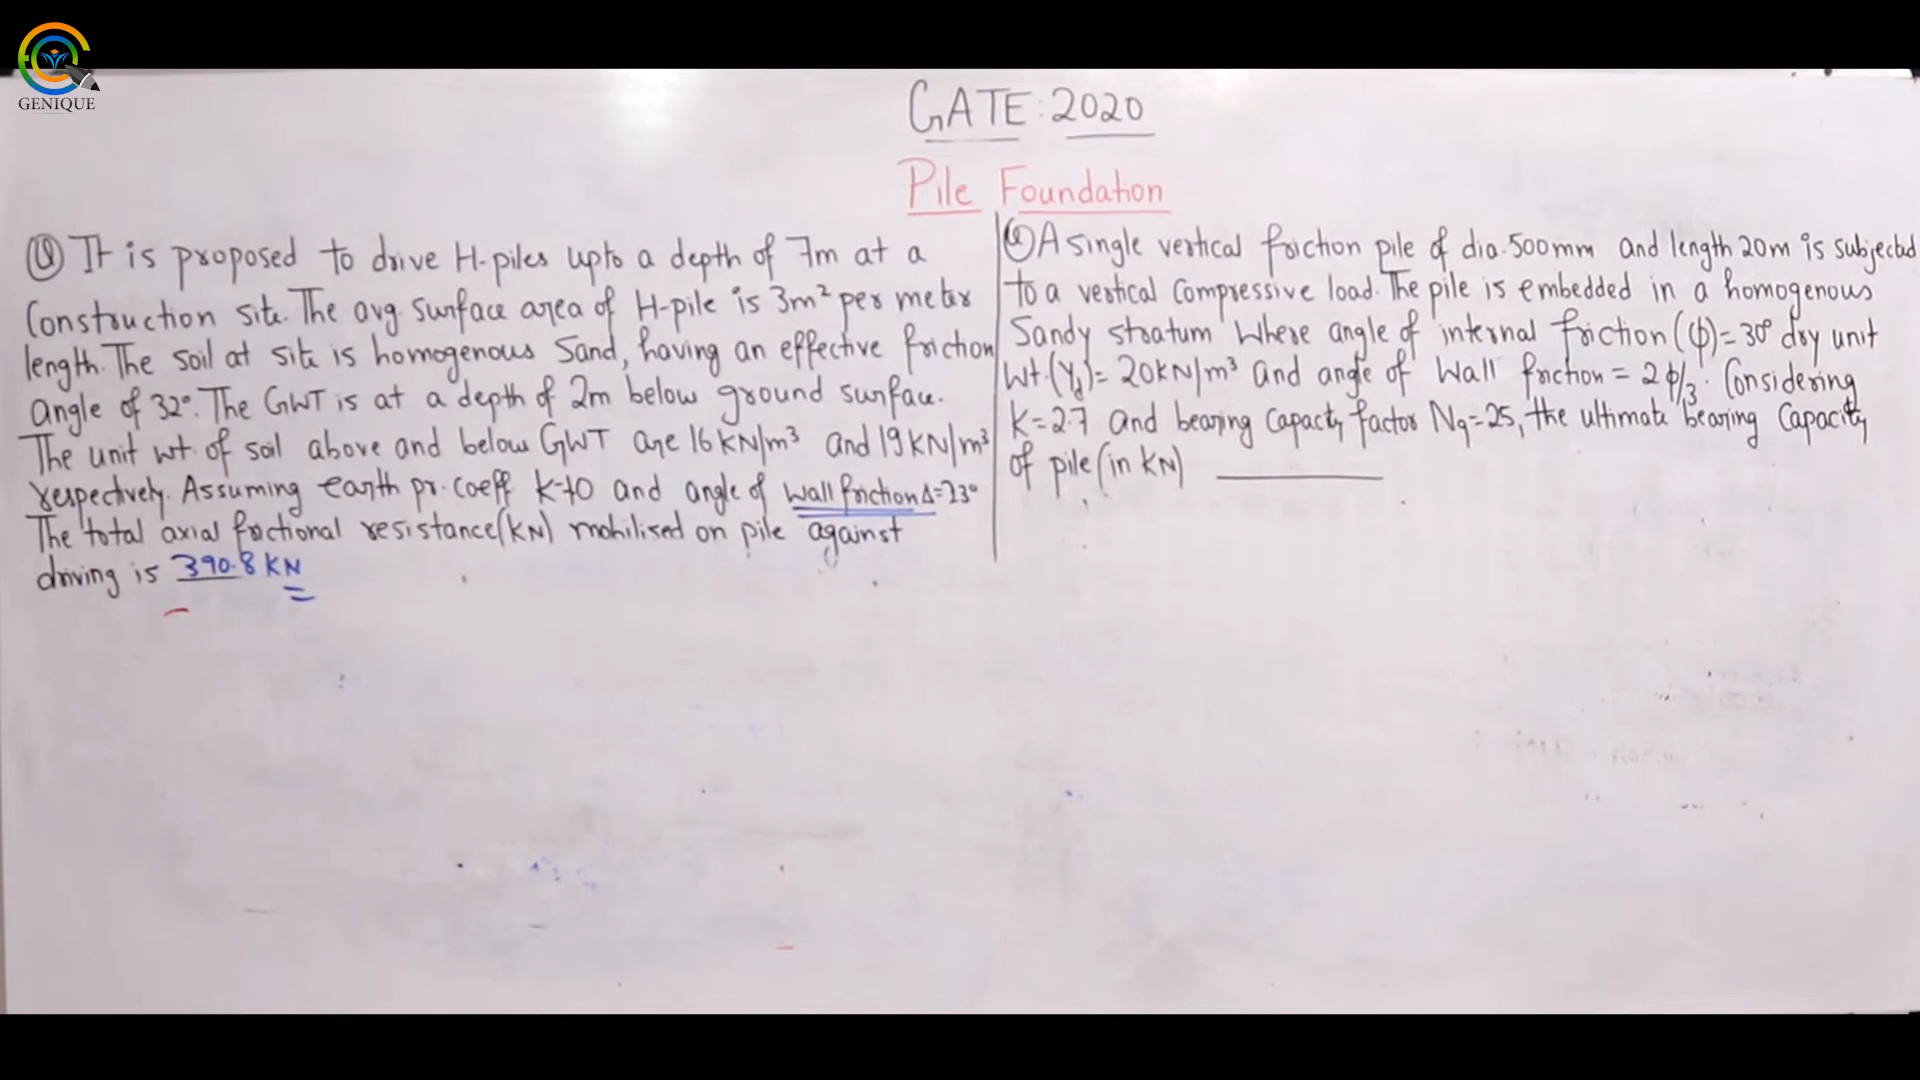 GENIQUE
GATE: 2020
Pile Foundation
Q It is proposed to drive H-piles upto a depth of 7m at a
Construction site. The avg. surface area of H-pile is 3m² per meter
length. The soil at site is homogenous Sand, having an effective friction
angle of 32°. The GWT is at a depth of 2m below ground surface.
The unit wt. of soil above and below GWT are 16 KN/m³ and 19 KN/m³
respectively. Assuming earth pr. coeff K=1.0 and angle of wall friction Δ=23°
The total axial frictional resistance (KN) mobilised on pile against
driving is 390.8 KN
Q A single vertical friction pile of dia. 500mm and length 20m is subjected
to a vertical Compressive load. The pile is embedded in a homogenous
Sandy stratum Where angle of internal friction (φ) = 30° dry unit
Wt. (γd) = 20KN/m³ and angle of Wall friction = 2φ/3. Considering
K=2.7 and bearing Capacity factor Nq=25, the ultimate bearing Capacity
of pile (in KN)